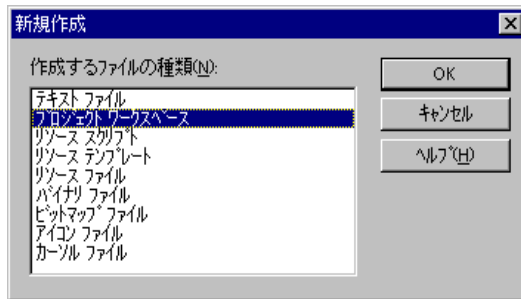 新規作成
作成するファイルの種類(N):
テキスト ファイル
プロジェクト ワークスペース
リソース スクリプト
リソース テンプレート
リソース ファイル
バイナリ ファイル
ビットマップ ファイル
アイコン ファイル
カーソル ファイル
OK
キャンセル
ヘルプ(H)